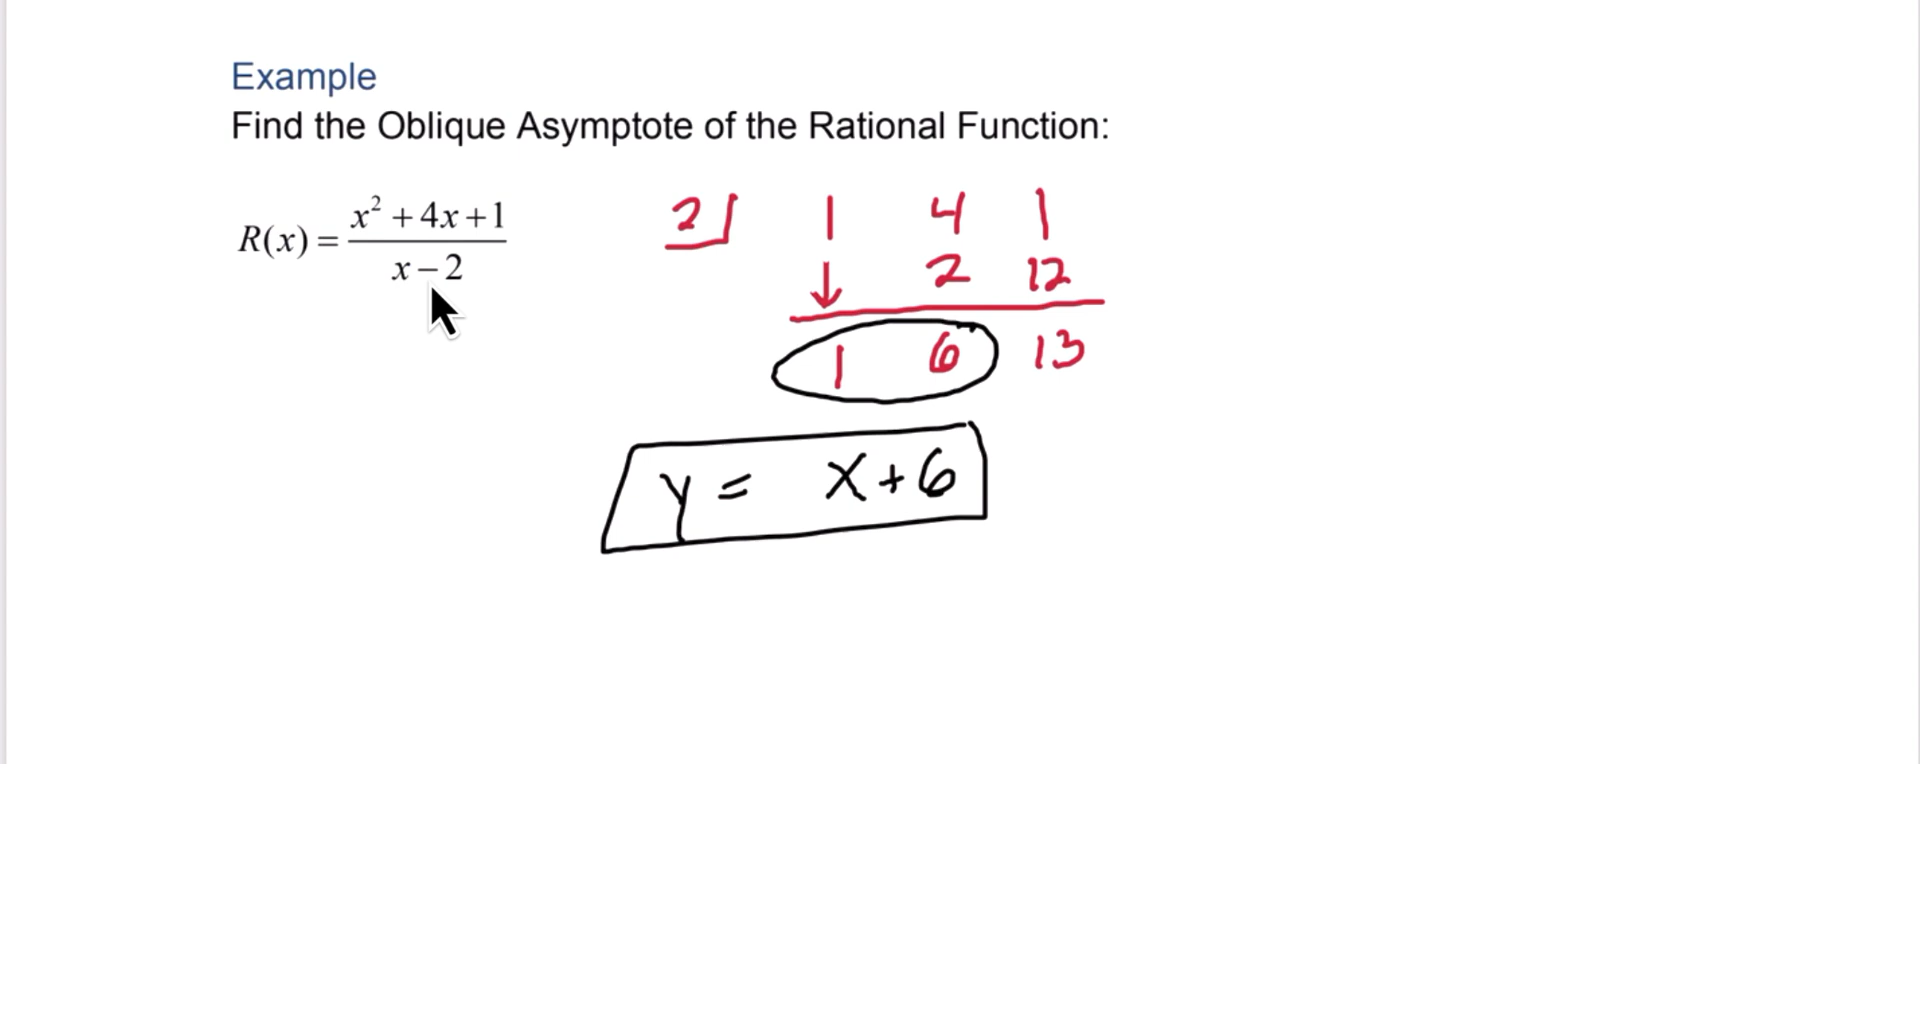 Example
Find the Oblique Asymptote of the Rational Function:
R(x) = (x² + 4x + 1) / (x − 2)
2 1 4 1
↓ 2 12
1 6 13
y = x + 6